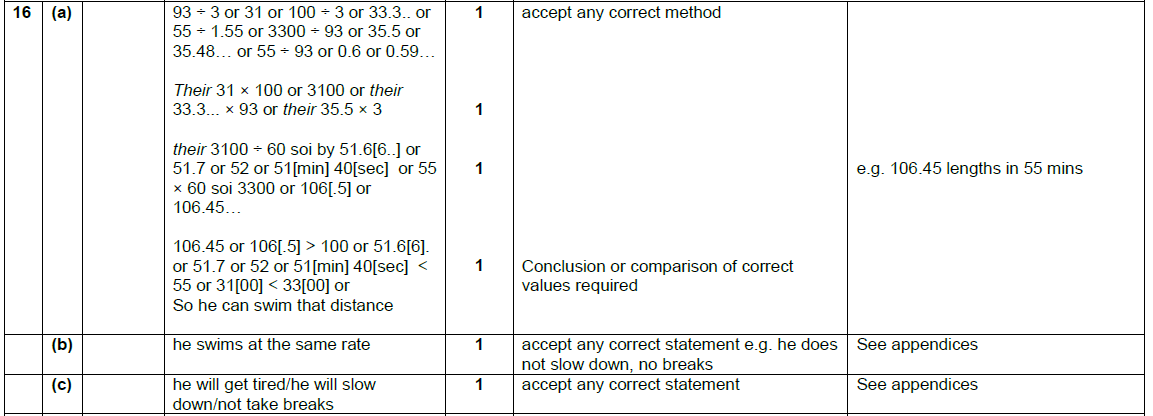 16 (a) 93 ÷ 3 or 31 or 100 ÷ 3 or 33.3.. or 1 accept any correct method
55 ÷ 1.55 or 3300 ÷ 93 or 35.5 or
35.48… or 55 ÷ 93 or 0.6 or 0.59…
Their 31 × 100 or 3100 or their
33.3... × 93 or their 35.5 × 3 1
their 3100 ÷ 60 soi by 51.6[6..] or
51.7 or 52 or 51[min] 40[sec] or 55 1 e.g. 106.45 lengths in 55 mins
× 60 soi 3300 or 106[.5] or
106.45…
106.45 or 106[.5] > 100 or 51.6[6].
or 51.7 or 52 or 51[min] 40[sec] < 1 Conclusion or comparison of correct
55 or 31[00] < 33[00] or values required
So he can swim that distance
(b) he swims at the same rate 1 accept any correct statement e.g. he does See appendices
not slow down, no breaks
(c) he will get tired/he will slow 1 accept any correct statement See appendices
down/not take breaks